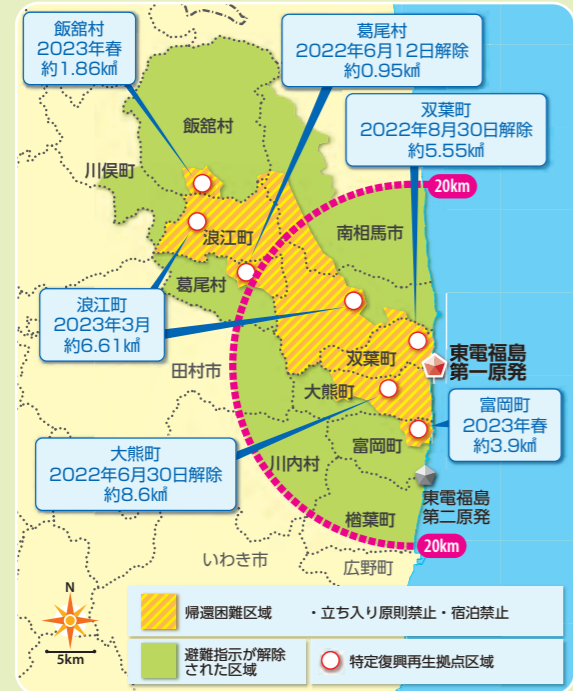 飯舘村
2023年春
約1.86㎢
葛尾村
2022年6月12日解除
約0.95㎢
双葉町
2022年8月30日解除
約5.55㎢
飯舘村
川俣町
20km
南相馬市
浪江町
葛尾村
浪江町
2023年3月
約6.61㎢
田村市
双葉町
東電福島
第一原発
大熊町
富岡町
2023年春
約3.9㎢
大熊町
2022年6月30日解除
約8.6㎢
富岡町
川内村
東電福島
第二原発
楢葉町
20km
いわき市
広野町
N
5km
帰還困難区域 ・立ち入り原則禁止・宿泊禁止
避難指示が解除
された区域
特定復興再生拠点区域